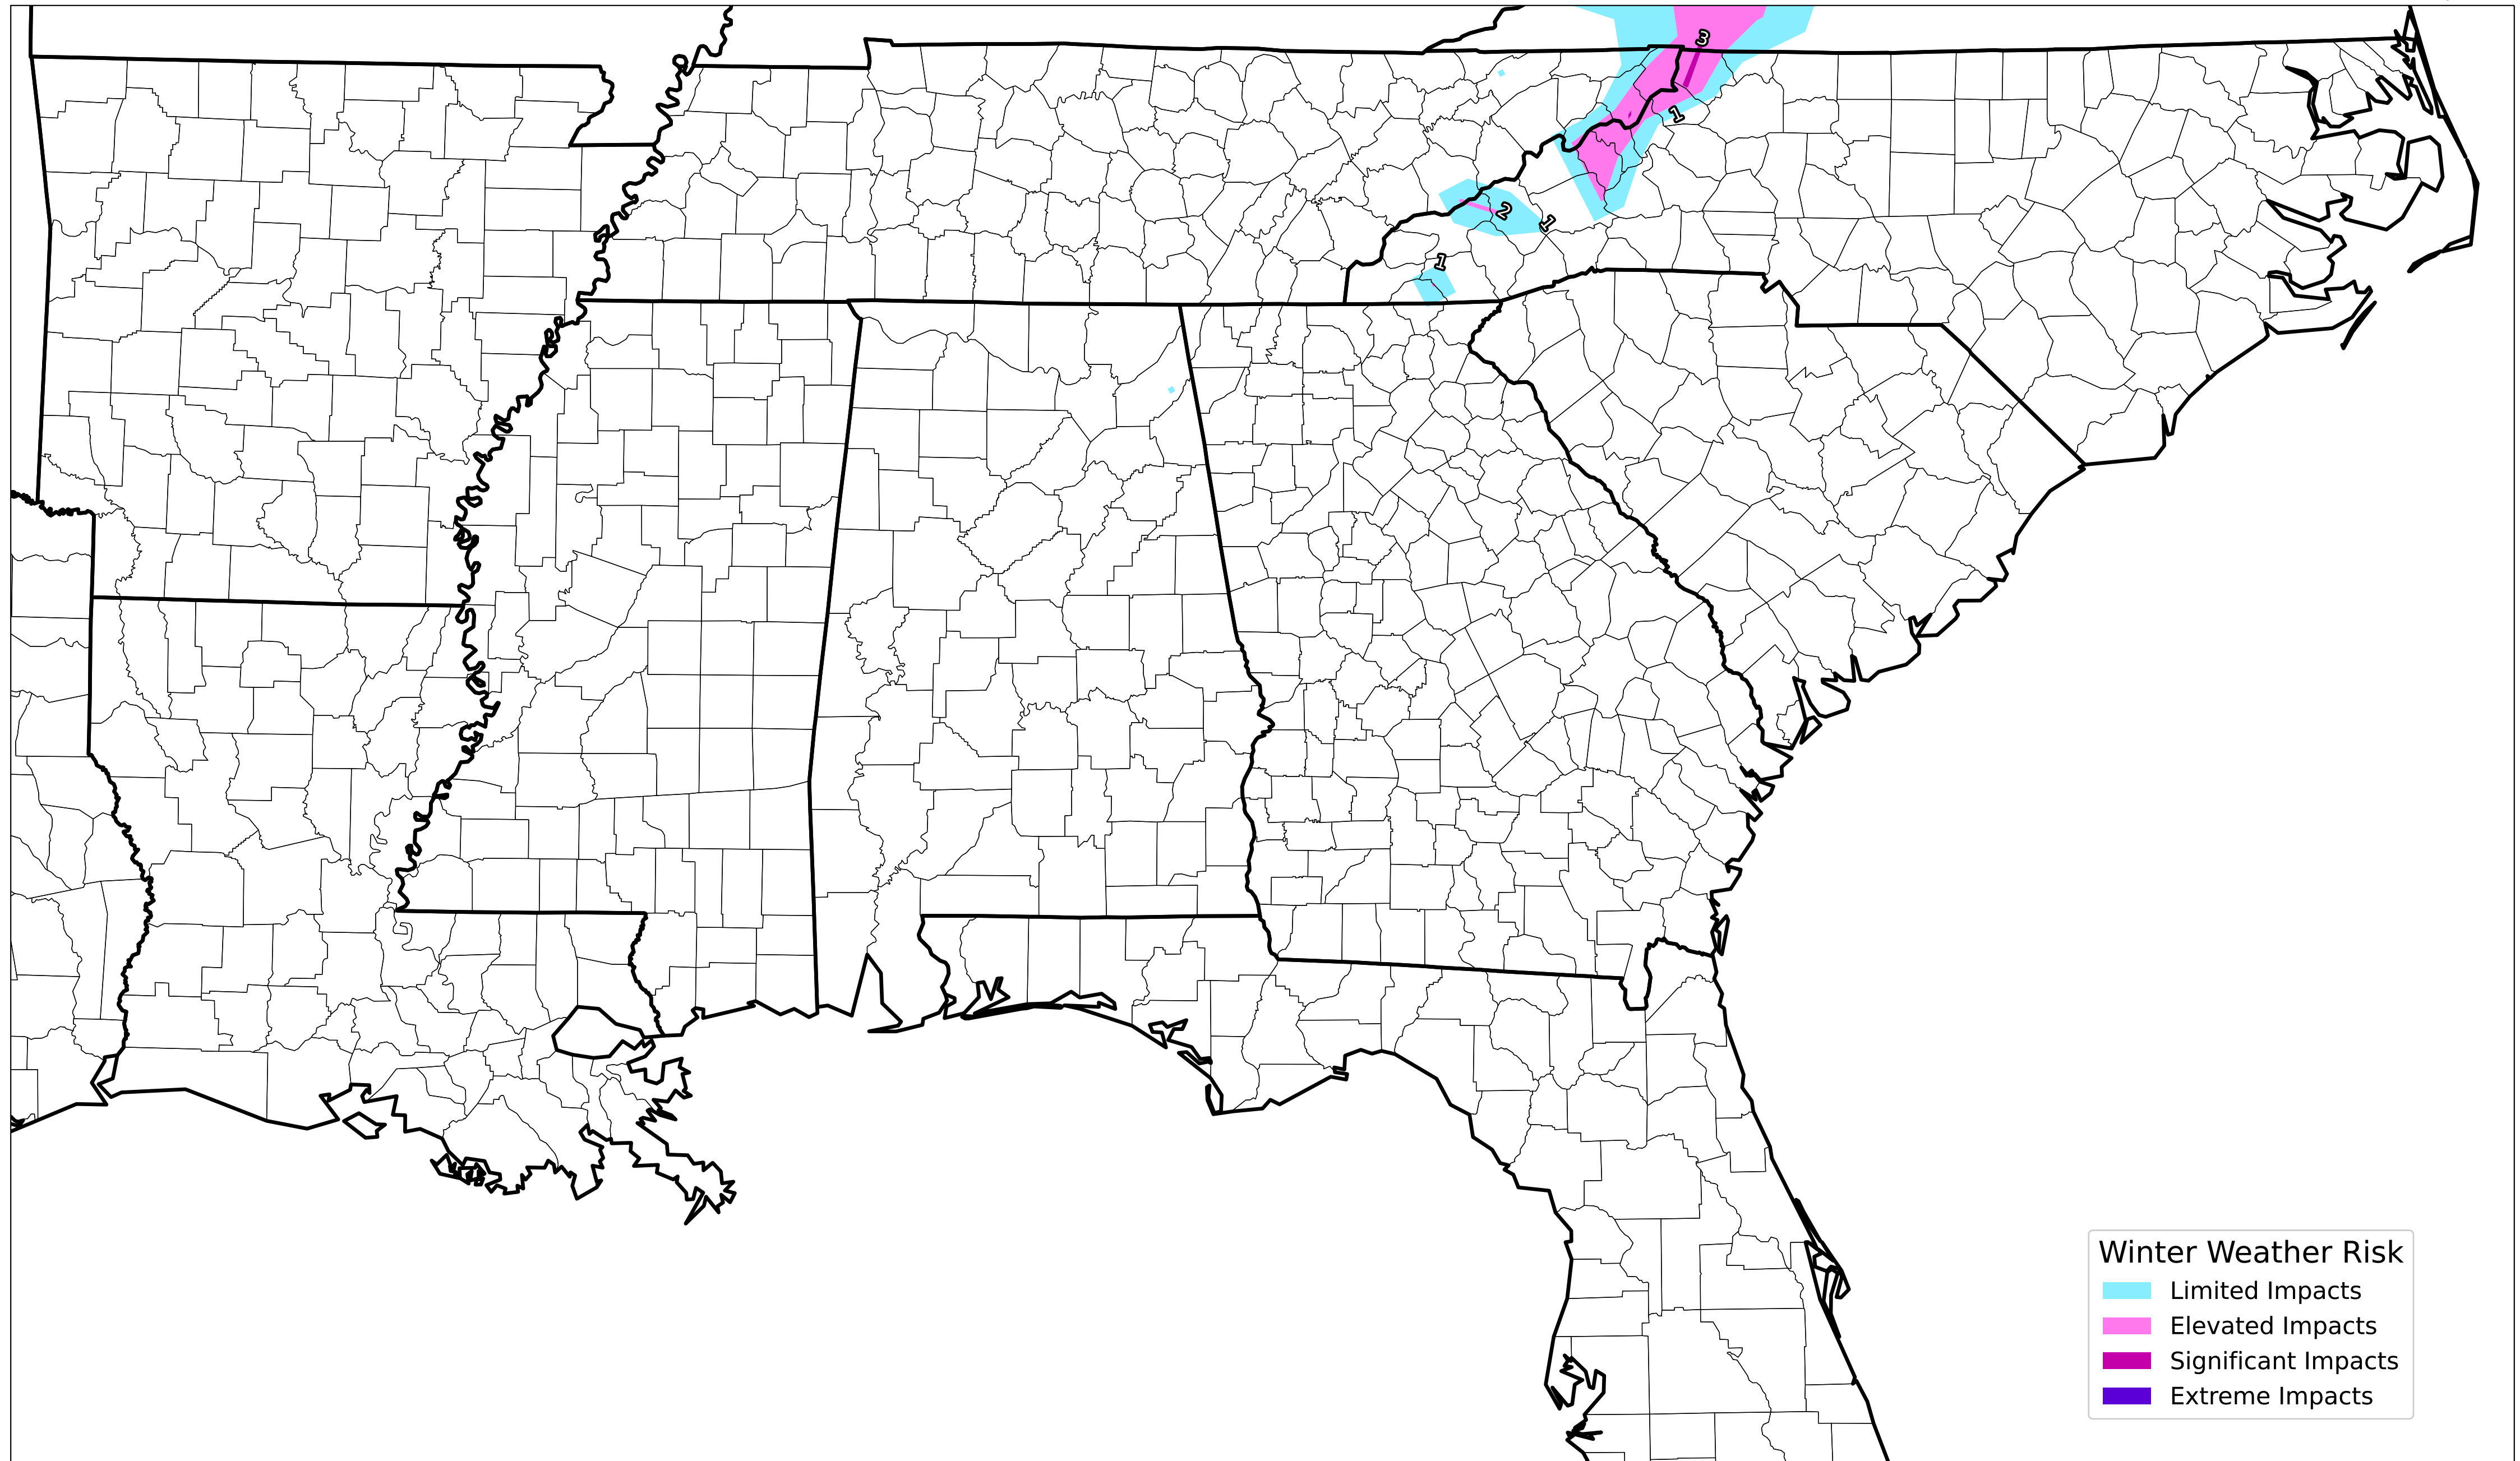 3
1
2
1
1
Winter Weather Risk
Limited Impacts
Elevated Impacts
Significant Impacts
Extreme Impacts